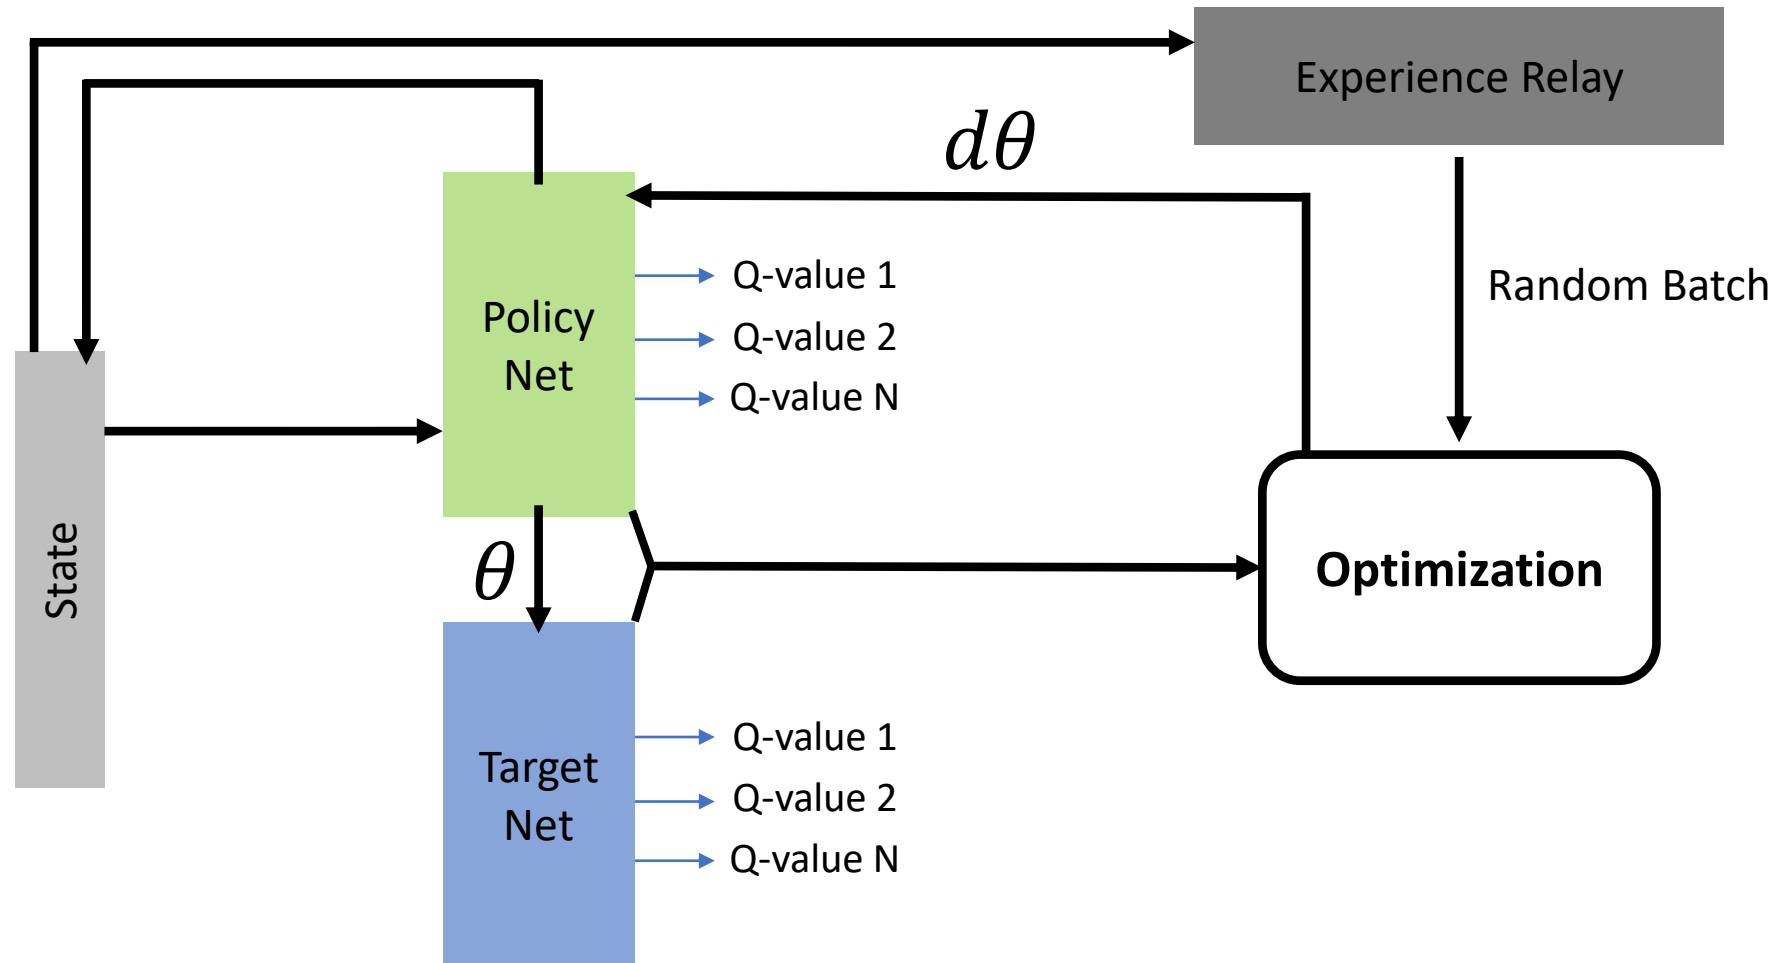 Experience Relay
dθ
Q-value 1
Random Batch
Policy
Net
Q-value 2
Q-value N
State
θ
Optimization
Target
Net
Q-value 1
Q-value 2
Q-value N